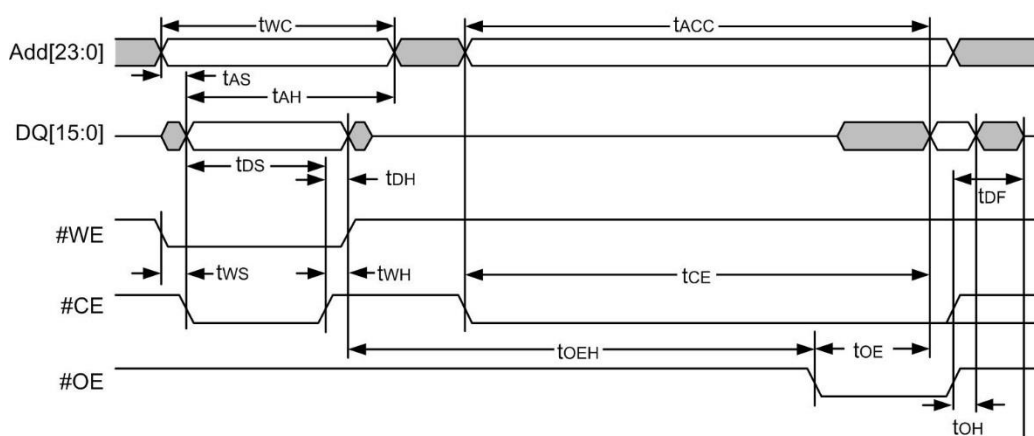 tWC
tACC
Add[23:0]
tAS
tAH
DQ[15:0]
tDS
tDH
tDF
#WE
tWS
tWH
tCE
#CE
tOEH
tOE
#OE
tOH